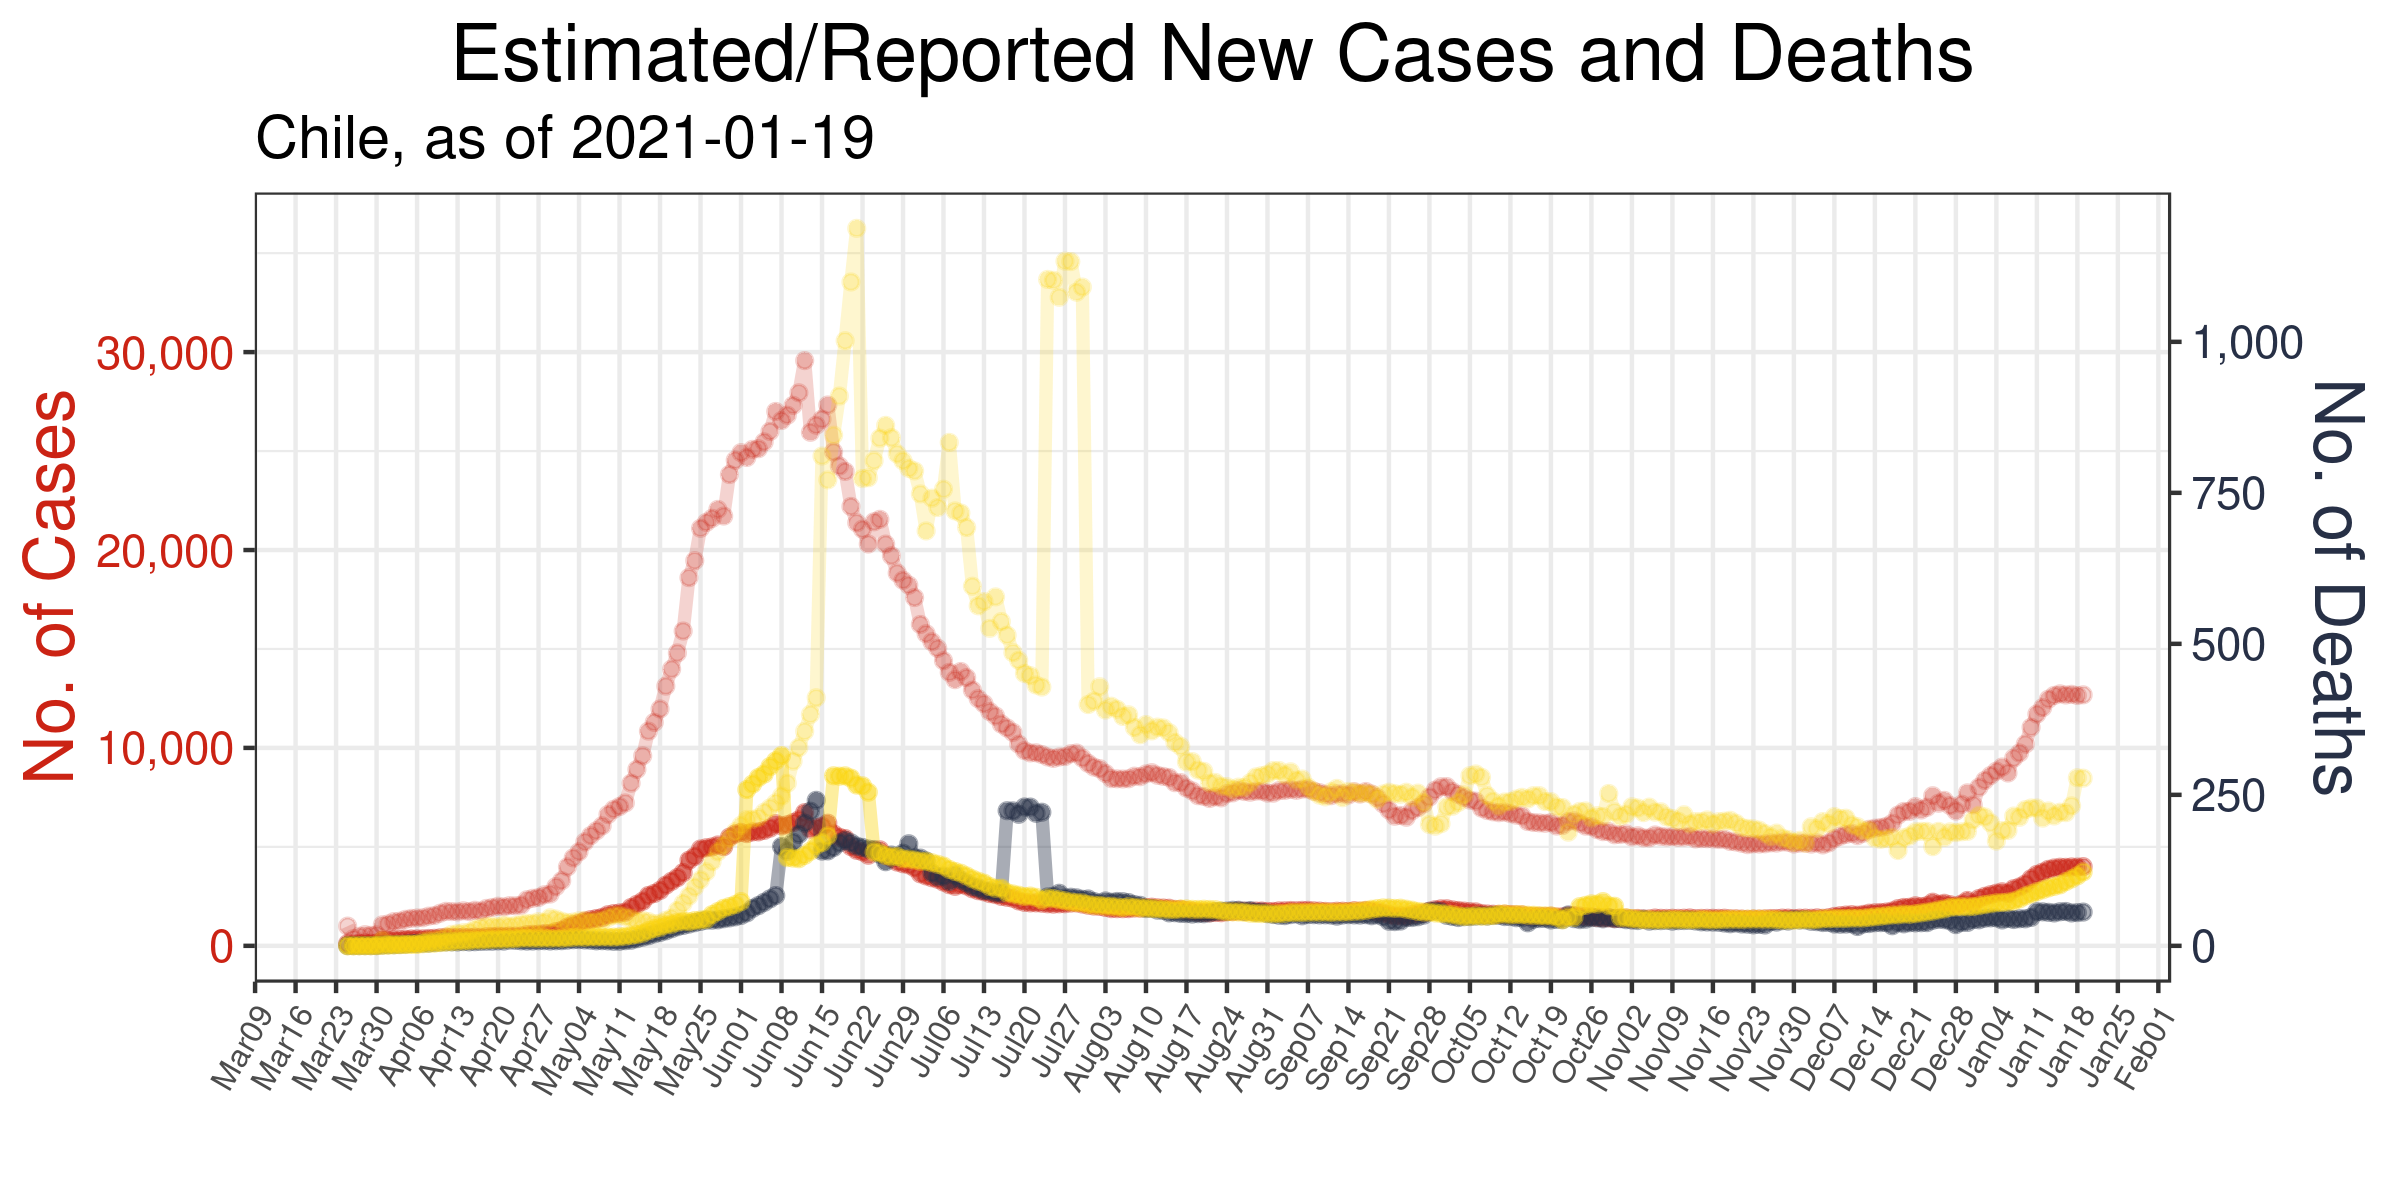 Estimated/Reported New Cases and Deaths
Chile, as of 2021-01-19
No. of Cases
30,000
20,000
10,000
0
No. of Deaths
1,000
750
500
250
0
Mar09
Mar16
Mar23
Mar30
Apr06
Apr13
Apr20
Apr27
May04
May11
May18
May25
Jun01
Jun08
Jun15
Jun22
Jun29
Jul06
Jul13
Jul20
Jul27
Aug03
Aug10
Aug17
Aug24
Aug31
Sep07
Sep14
Sep21
Sep28
Oct05
Oct12
Oct19
Oct26
Nov02
Nov09
Nov16
Nov23
Nov30
Dec07
Dec14
Dec21
Dec28
Jan04
Jan11
Jan18
Jan25
Feb01